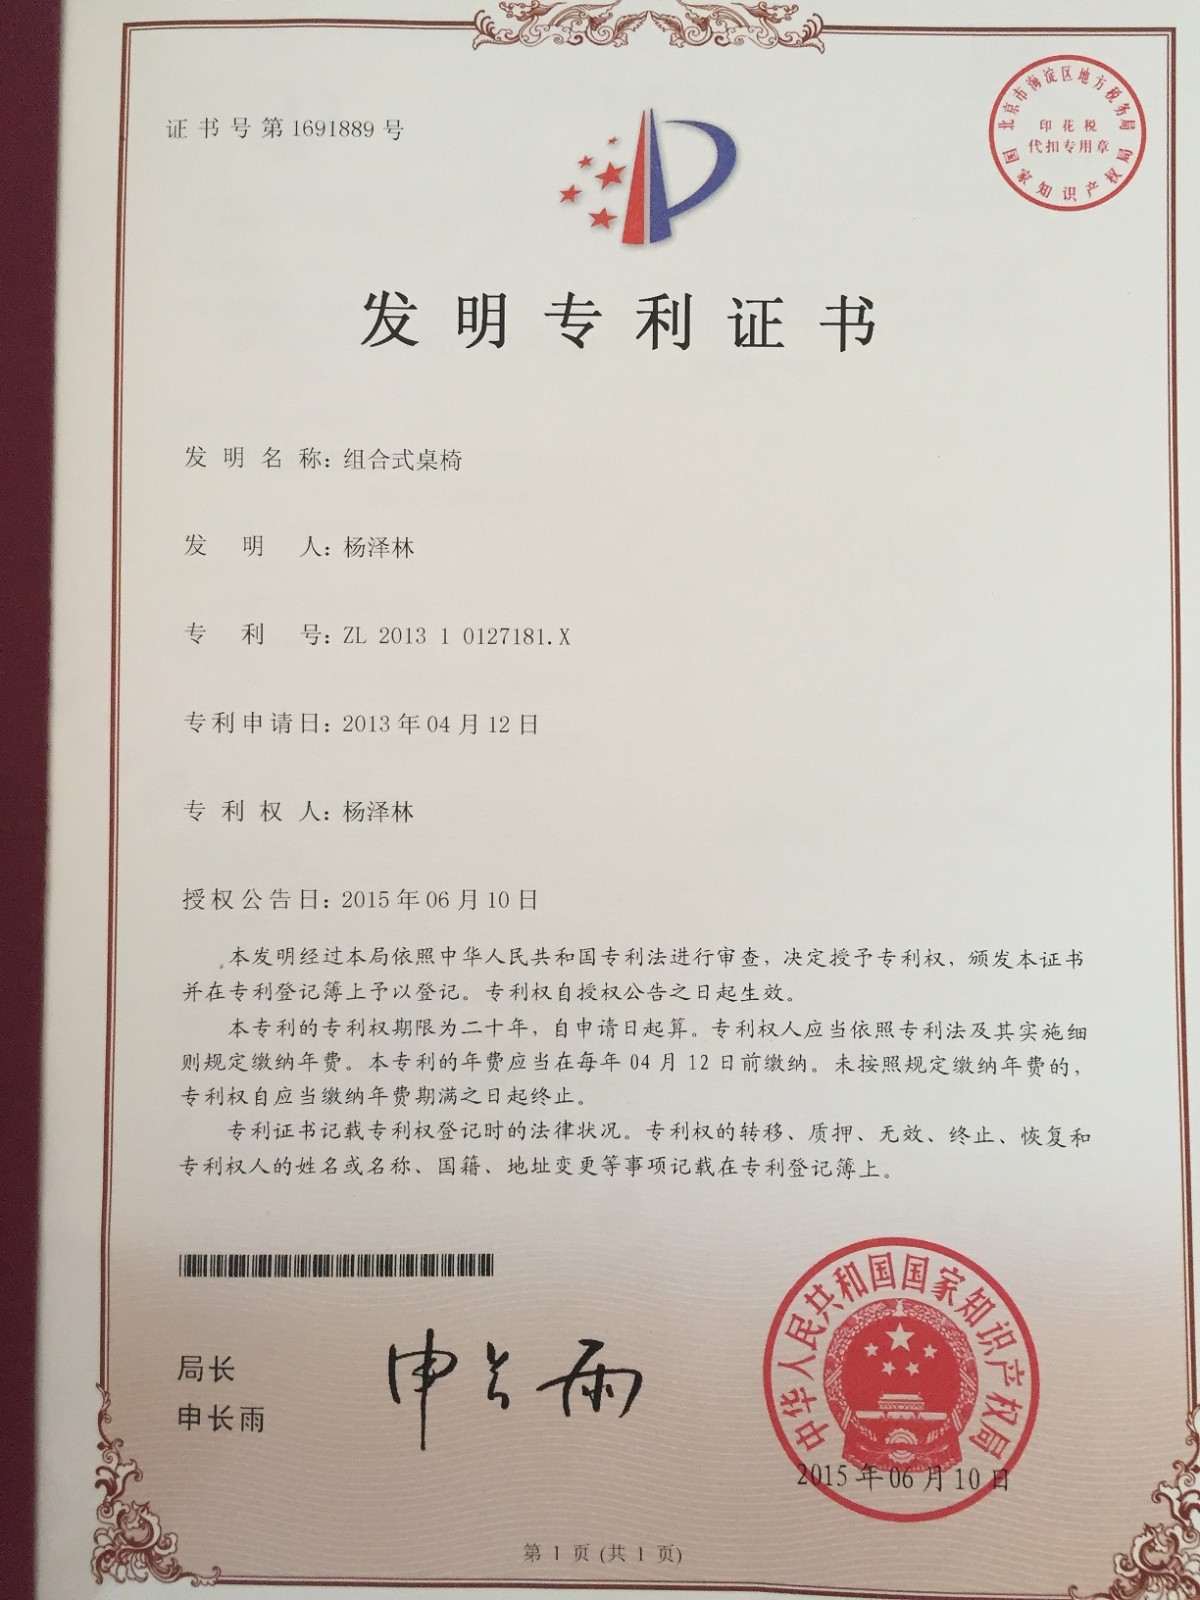 证书号第1691889号
北京市海淀区地方税务局
印花税
代扣专用章
国家知识产权局
发明专利证书
发明名称：组合式桌椅
发明人：杨泽林
专利号：ZL 2013 1 0127181.X
专利申请日：2013年04月12日
专利权人：杨泽林
授权公告日：2015年06月10日
本发明经过本局依照中华人民共和国专利法进行审查，决定授予专利权，颁发本证书
并在专利登记簿上予以登记。专利权自授权公告之日起生效。
本专利的专利权期限为二十年，自申请日起算。专利权人应当依照专利法及其实施细
则规定缴纳年费。本专利的年费应当在每年04月12日前缴纳。未按照规定缴纳年费的，
专利权自应当缴纳年费期满之日起终止。
专利证书记载专利权登记时的法律状况。专利权的转移、质押、无效、终止、恢复和
专利权人的姓名或名称、国籍、地址变更等事项记载在专利登记簿上。
局长
申长雨
申长雨
中华人民共和国国家知识产权局
2015年06月10日
第1页(共1页)